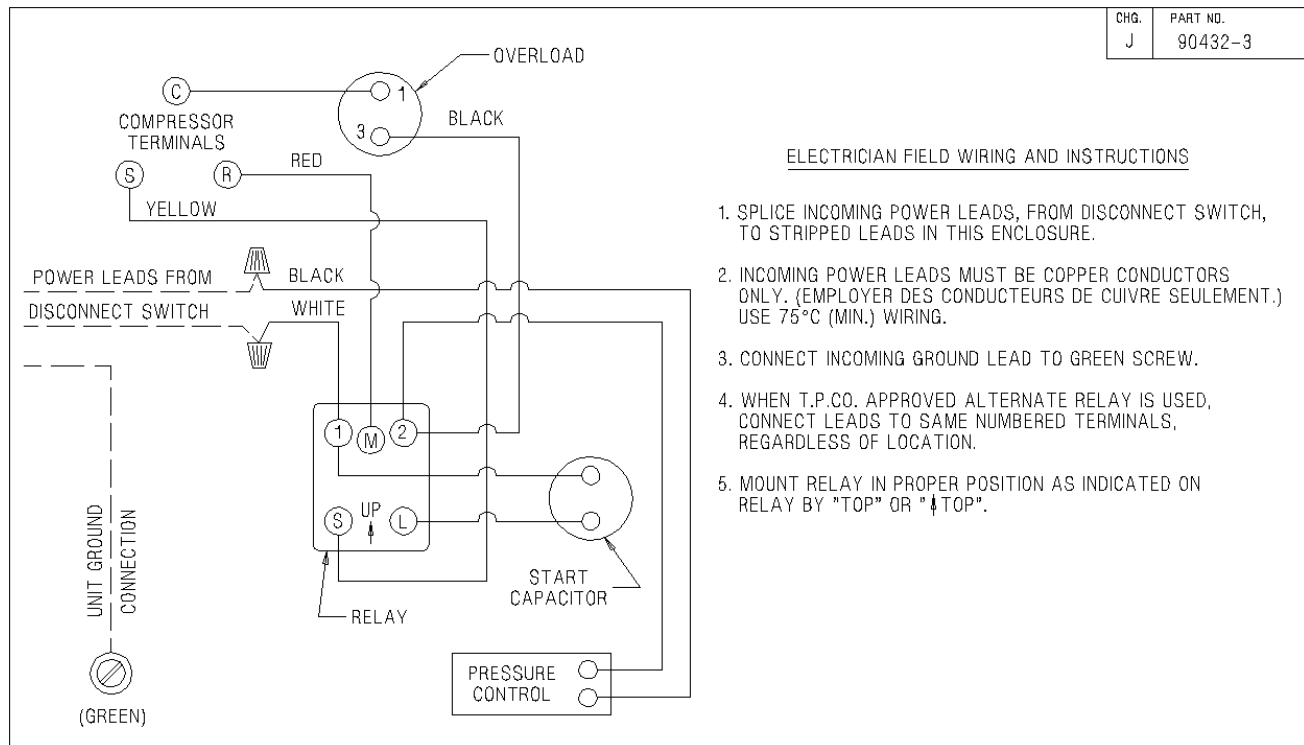 CHG.
J
PART NO.
90432-3
OVERLOAD
C
1
COMPRESSOR
TERMINALS
3
BLACK
S
R
RED
YELLOW
POWER LEADS FROM
DISCONNECT SWITCH
BLACK
WHITE
1
M
2
S
UP
L
RELAY
START
CAPACITOR
UNIT GROUND
CONNECTION
(GREEN)
PRESSURE
CONTROL
ELECTRICIAN FIELD WIRING AND INSTRUCTIONS
1. SPLICE INCOMING POWER LEADS, FROM DISCONNECT SWITCH,
TO STRIPPED LEADS IN THIS ENCLOSURE.
2. INCOMING POWER LEADS MUST BE COPPER CONDUCTORS
ONLY. (EMPLOYER DES CONDUCTEURS DE CUIVRE SEULEMENT.)
USE 75°C (MIN.) WIRING.
3. CONNECT INCOMING GROUND LEAD TO GREEN SCREW.
4. WHEN T.P.CO. APPROVED ALTERNATE RELAY IS USED,
CONNECT LEADS TO SAME NUMBERED TERMINALS,
REGARDLESS OF LOCATION.
5. MOUNT RELAY IN PROPER POSITION AS INDICATED ON
RELAY BY "TOP" OR "↑TOP".